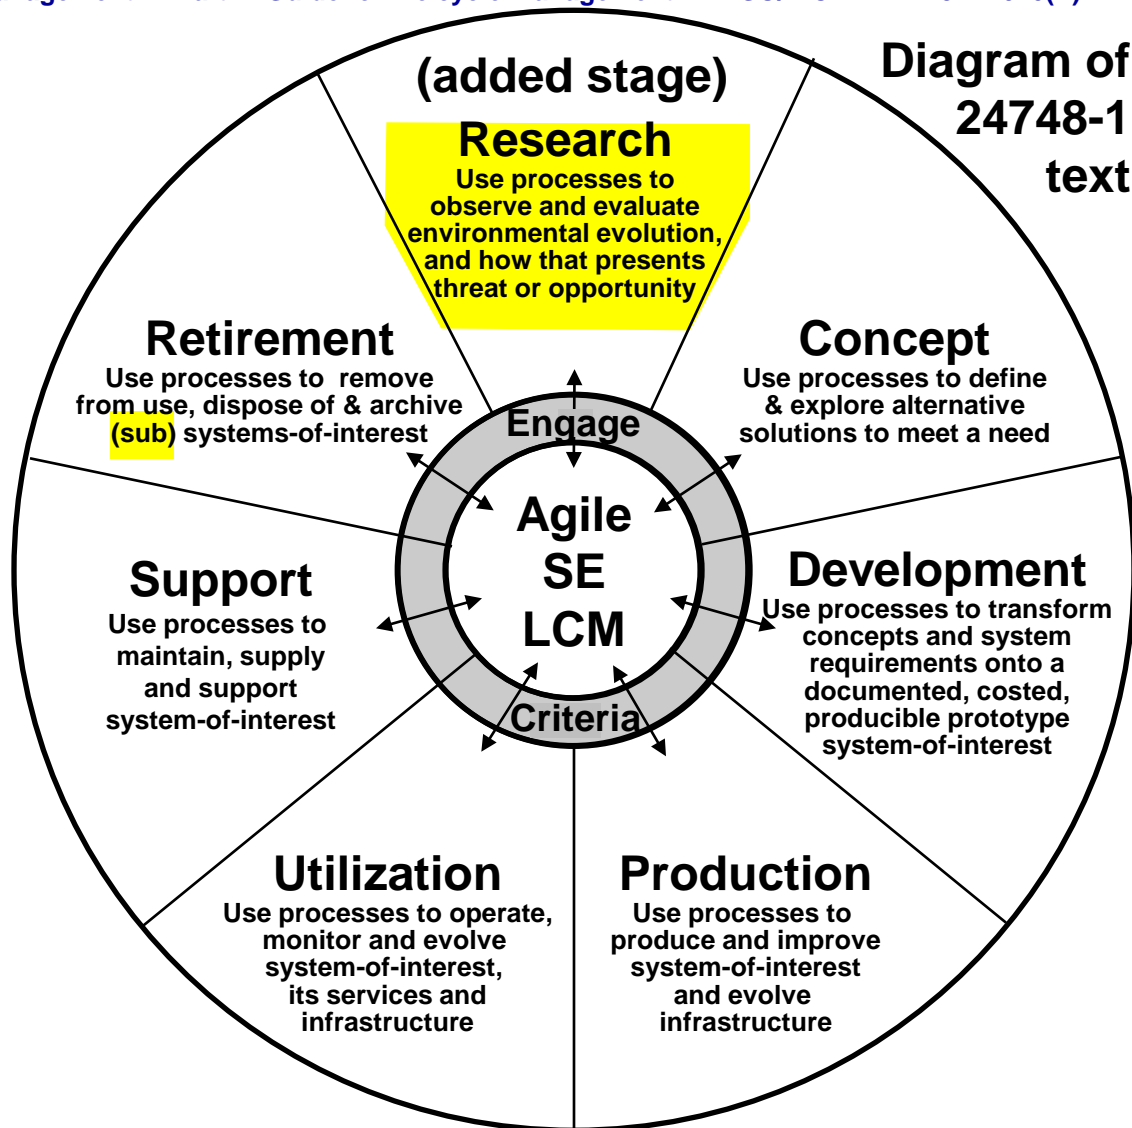 (added stage)
Research
Use processes to
observe and evaluate
environmental evolution,
and how that presents
threat or opportunity
Diagram of
24748-1
text
Retirement
Use processes to remove
from use, dispose of & archive
(sub) systems-of-interest
Concept
Use processes to define
& explore alternative
solutions to meet a need
Engage
Agile
SE
LCM
Criteria
Support
Use processes to
maintain, supply
and support
system-of-interest
Development
Use processes to transform
concepts and system
requirements onto a
documented, costed,
producible prototype
system-of-interest
Utilization
Use processes to operate,
monitor and evolve
system-of-interest,
its services and
infrastructure
Production
Use processes to
produce and improve
system-of-interest
and evolve
infrastructure